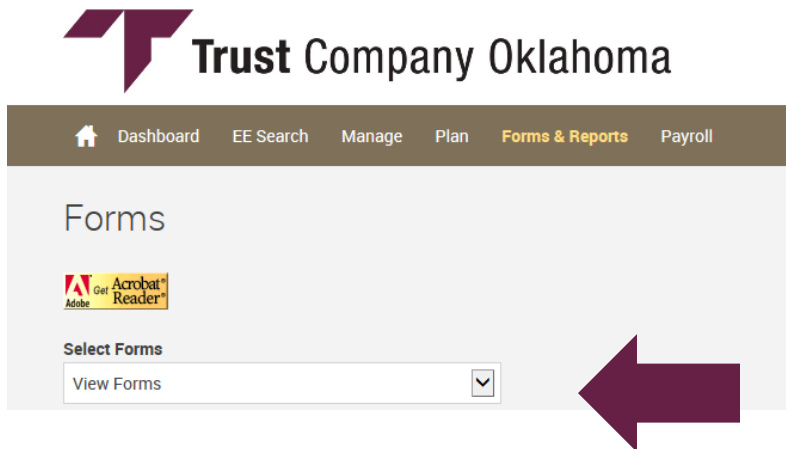 Trust Company Oklahoma
Dashboard EE Search Manage Plan Forms & Reports Payroll
Forms
Adobe Get Acrobat® Reader®
Select Forms
View Forms